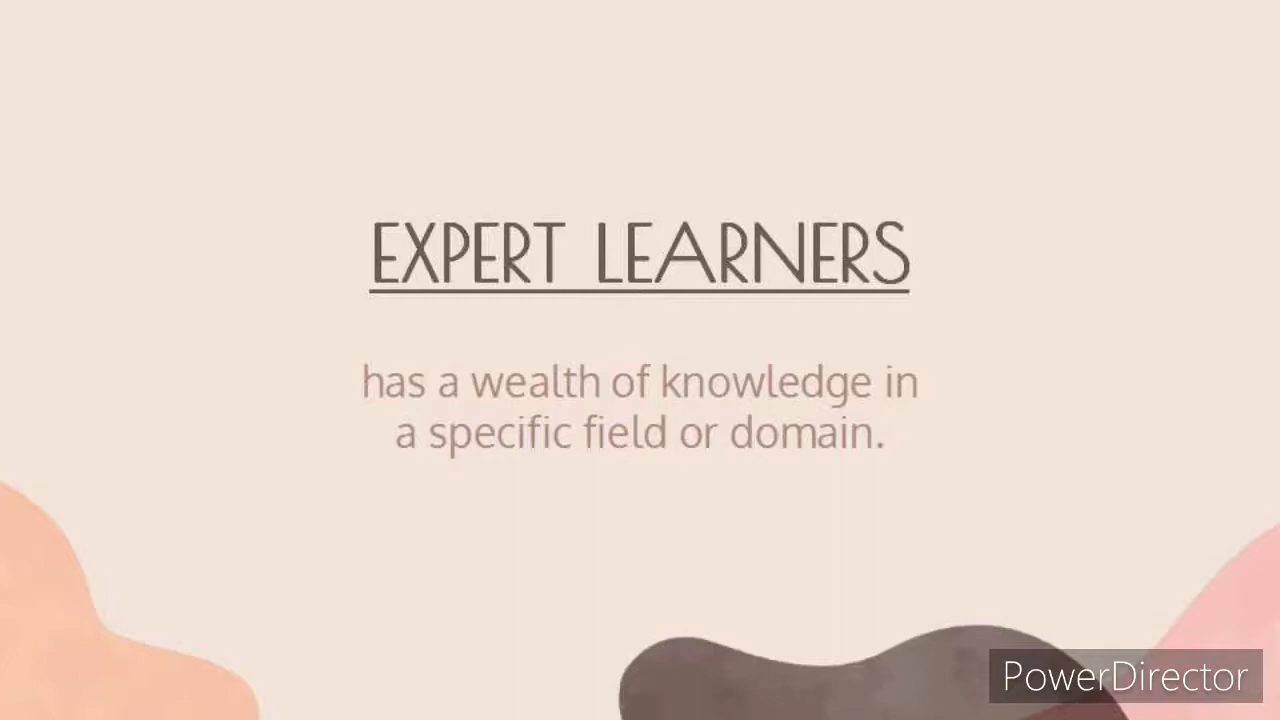 EXPERT LEARNERS
has a wealth of knowledge in
a specific field or domain.
PowerDirector